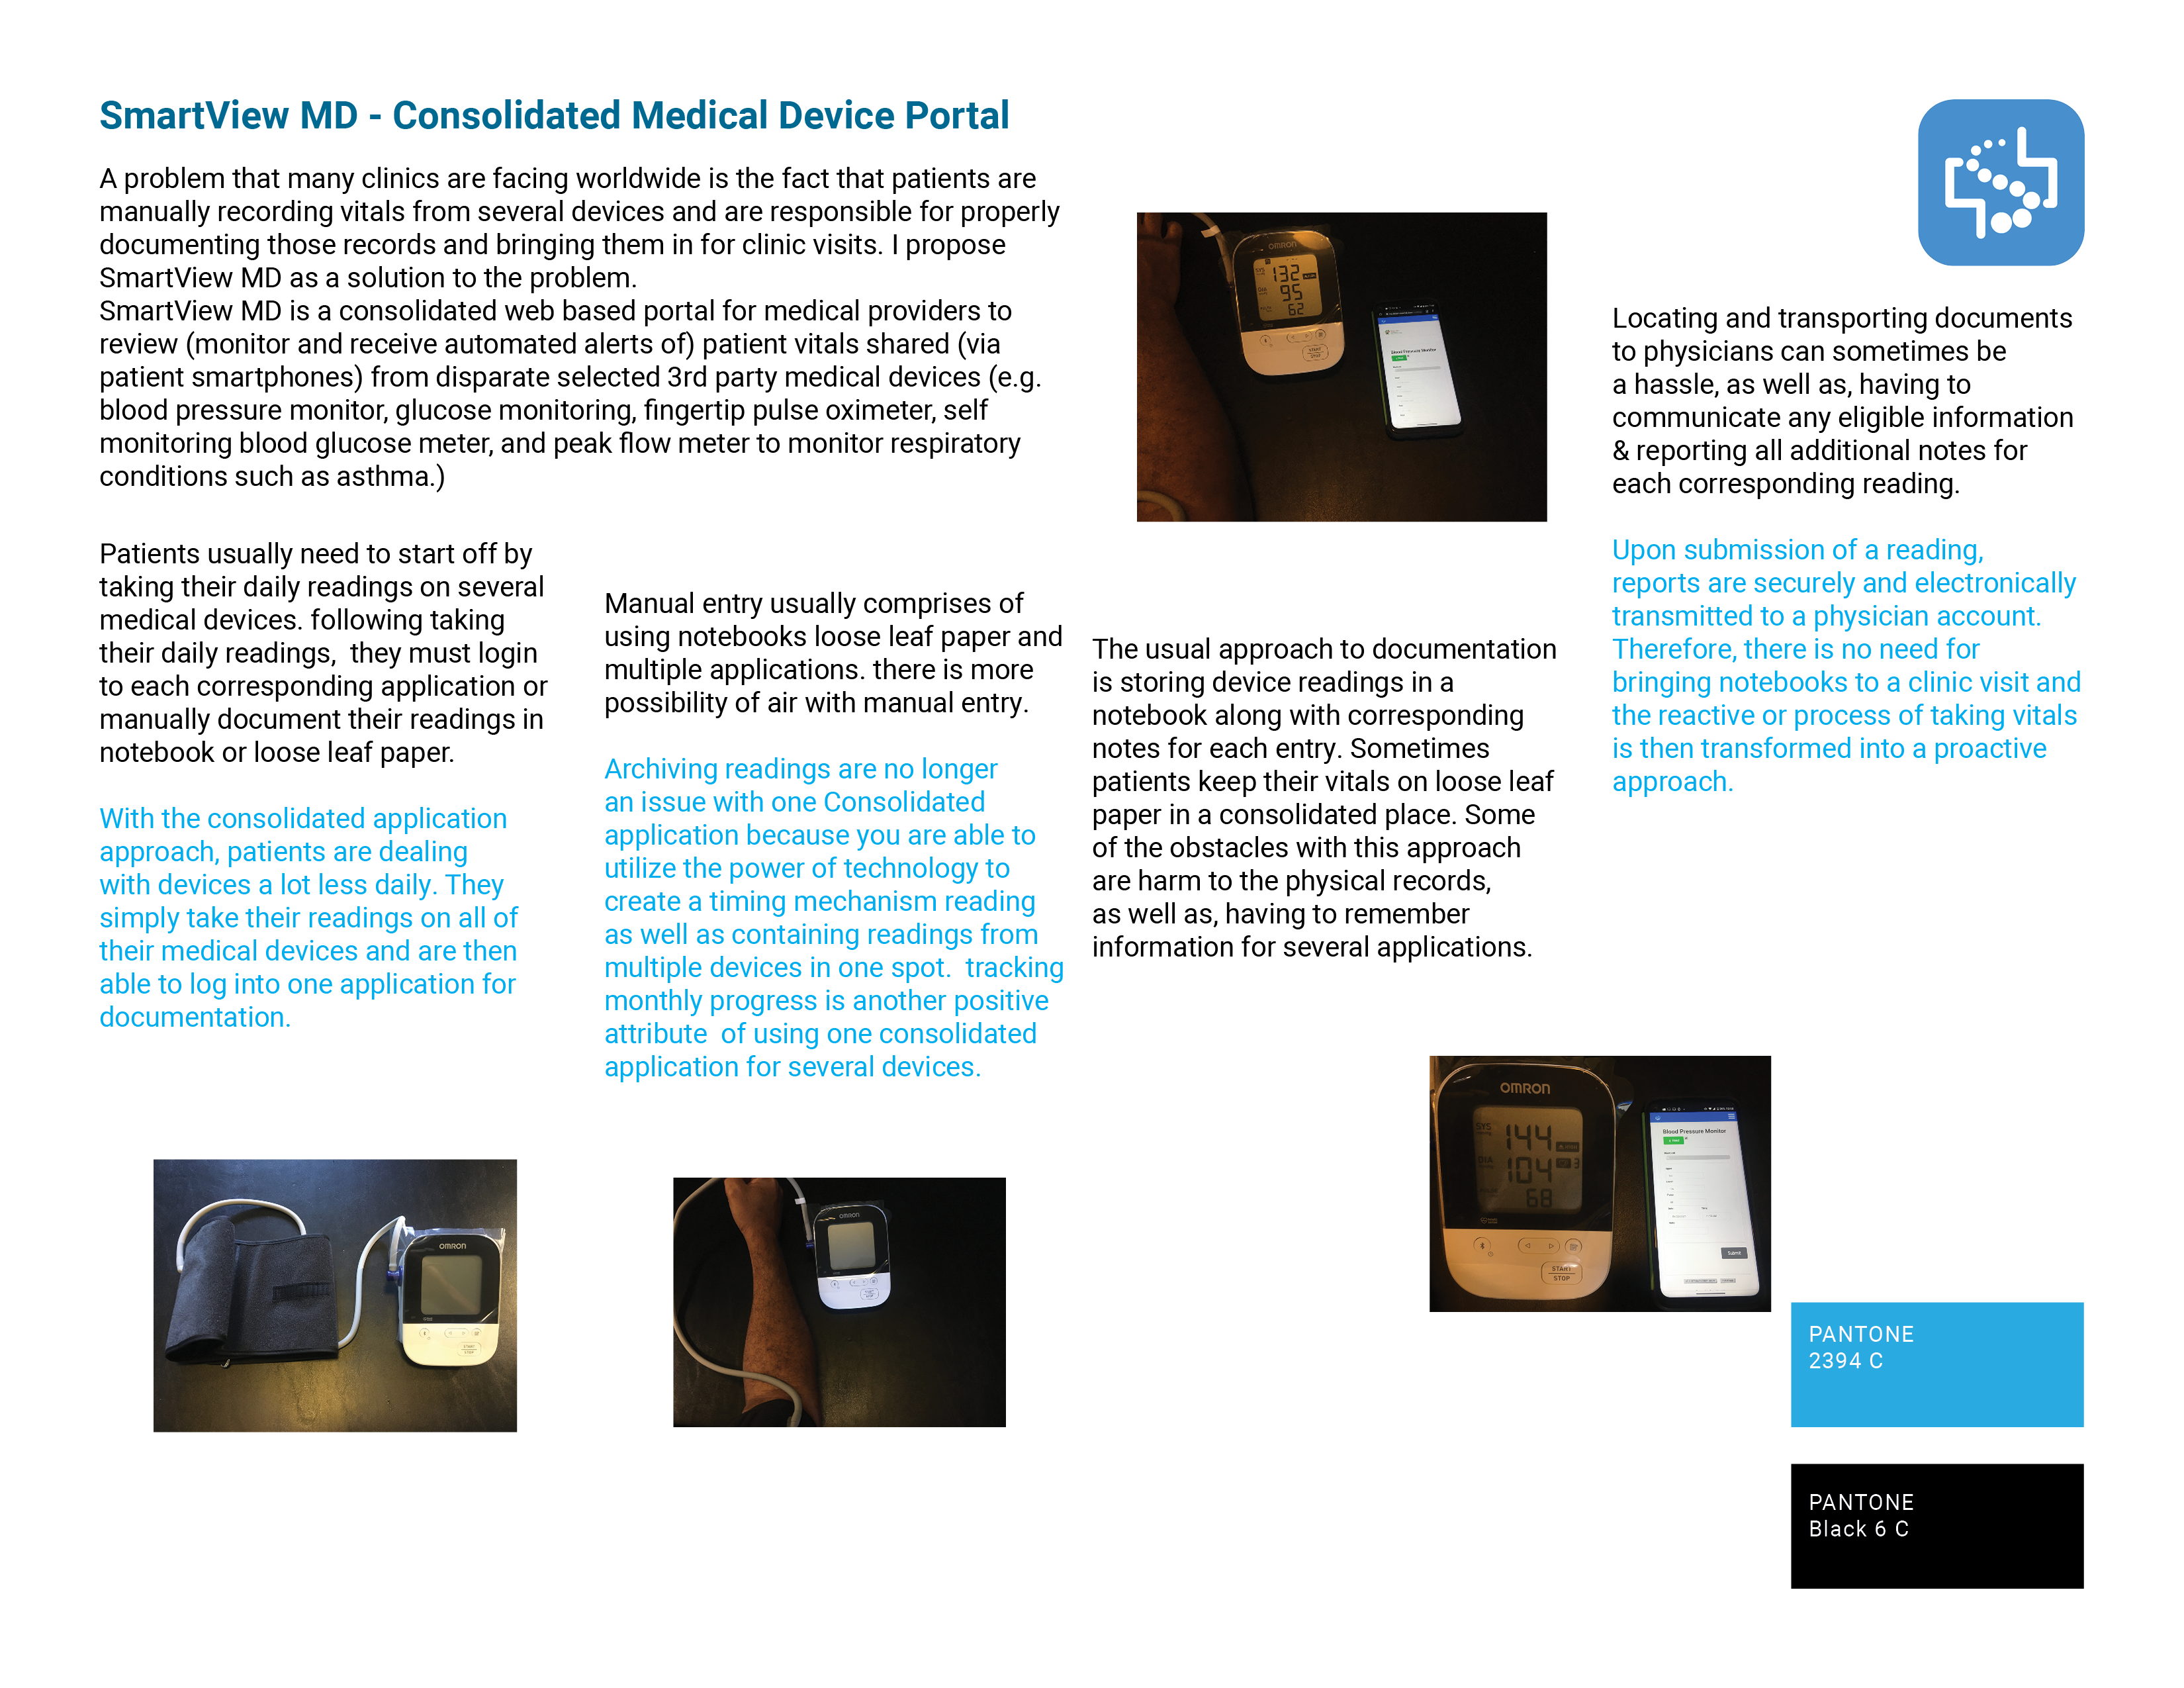 SmartView MD - Consolidated Medical Device Portal
A problem that many clinics are facing worldwide is the fact that patients are
manually recording vitals from several devices and are responsible for properly
documenting those records and bringing them in for clinic visits. I propose
SmartView MD as a solution to the problem.
SmartView MD is a consolidated web based portal for medical providers to
review (monitor and receive automated alerts of) patient vitals shared (via
patient smartphones) from disparate selected 3rd party medical devices (e.g.
blood pressure monitor, glucose monitoring, fingertip pulse oximeter, self
monitoring blood glucose meter, and peak flow meter to monitor respiratory
conditions such as asthma.)
Patients usually need to start off by
taking their daily readings on several
medical devices. following taking
their daily readings,  they must login
to each corresponding application or
manually document their readings in
notebook or loose leaf paper.
With the consolidated application
approach, patients are dealing
with devices a lot less daily. They
simply take their readings on all of
their medical devices and are then
able to log into one application for
documentation.
OMRON
START
STOP
Manual entry usually comprises of
using notebooks loose leaf paper and
multiple applications. there is more
possibility of air with manual entry.
Archiving readings are no longer
an issue with one Consolidated
application because you are able to
utilize the power of technology to
create a timing mechanism reading
as well as containing readings from
multiple devices in one spot.  tracking
monthly progress is another positive
attribute  of using one consolidated
application for several devices.
OMRON
START
STOP
OMRON
SYS
132
DIA
95
62
START
STOP
Blood Pressure Monitor
The usual approach to documentation
is storing device readings in a
notebook along with corresponding
notes for each entry. Sometimes
patients keep their vitals on loose leaf
paper in a consolidated place. Some
of the obstacles with this approach
are harm to the physical records,
as well as, having to remember
information for several applications.
OMRON
SYS
144
DIA
104
3
68
START
STOP
Blood Pressure Monitor
Submit
Locating and transporting documents
to physicians can sometimes be
a hassle, as well as, having to
communicate any eligible information
& reporting all additional notes for
each corresponding reading.
Upon submission of a reading,
reports are securely and electronically
transmitted to a physician account.
Therefore, there is no need for
bringing notebooks to a clinic visit and
the reactive or process of taking vitals
is then transformed into a proactive
approach.
PANTONE
2394 C
PANTONE
Black 6 C